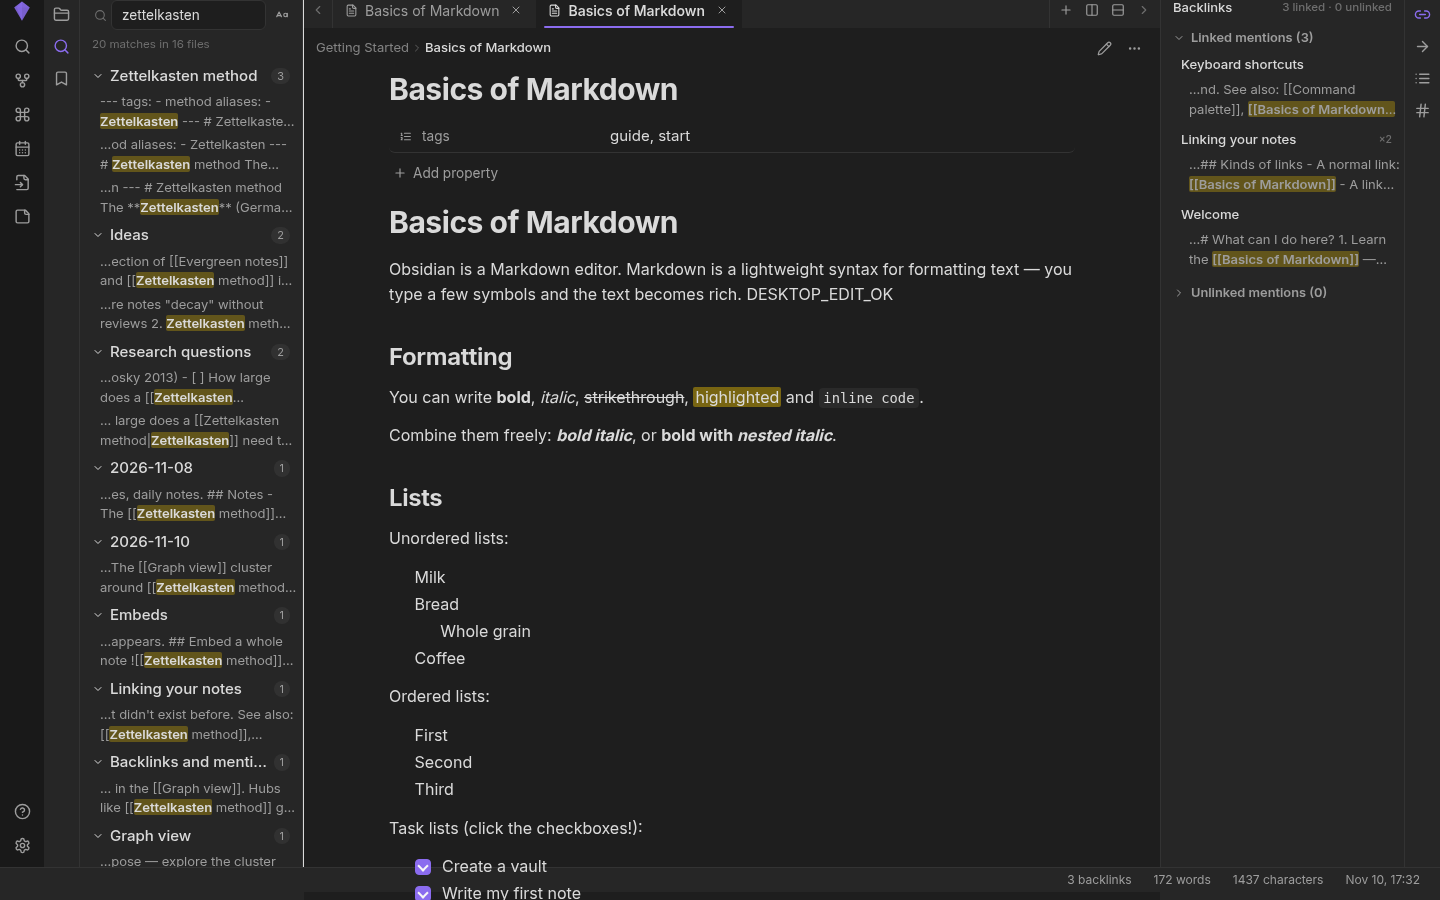 zettelkasten
Aa
20 matches in 16 files
Zettelkasten method 3
--- tags: - method aliases: -
Zettelkasten --- # Zettelkaste...
...od aliases: - Zettelkasten ---
# Zettelkasten method The...
...n --- # Zettelkasten method
The **Zettelkasten** (Germa...
Ideas 2
...ection of [[Evergreen notes]]
and [[Zettelkasten method]] I...
...re notes "decay" without
reviews 2. Zettelkasten meth...
Research questions 2
...osky 2013) - [ ] How large
does a [[Zettelkasten...
... large does a [[Zettelkasten
method|Zettelkasten]] need t...
2026-11-08 1
...es, daily notes. ## Notes -
The [[Zettelkasten method]]...
2026-11-10 1
...The [[Graph view]] cluster
around [[Zettelkasten method...
Embeds 1
...appears. ## Embed a whole
note ![[Zettelkasten method]]...
Linking your notes 1
...t didn't exist before. See also:
[[Zettelkasten method]],...
Backlinks and menti... 1
... in the [[Graph view]]. Hubs
like [[Zettelkasten method]] g...
Graph view 1
...pose — explore the cluster
Basics of Markdown
Basics of Markdown
Getting Started > Basics of Markdown
Basics of Markdown
tags guide, start
Add property
Basics of Markdown
Obsidian is a Markdown editor. Markdown is a lightweight syntax for formatting text — you
type a few symbols and the text becomes rich. DESKTOP_EDIT_OK
Formatting
You can write bold, italic, strikethrough, highlighted and inline code.
Combine them freely: bold italic, or bold with nested italic.
Lists
Unordered lists:
Milk
Bread
Whole grain
Coffee
Ordered lists:
First
Second
Third
Task lists (click the checkboxes!):
Create a vault
Write my first note
Backlinks 3 linked · 0 unlinked
Linked mentions (3)
Keyboard shortcuts
...nd. See also: [[Command
palette]], [[Basics of Markdown...
Linking your notes ×2
...## Kinds of links - A normal link:
[[Basics of Markdown]] - A link...
Welcome
...# What can I do here? 1. Learn
the [[Basics of Markdown]] —...
Unlinked mentions (0)
3 backlinks 172 words 1437 characters Nov 10, 17:32